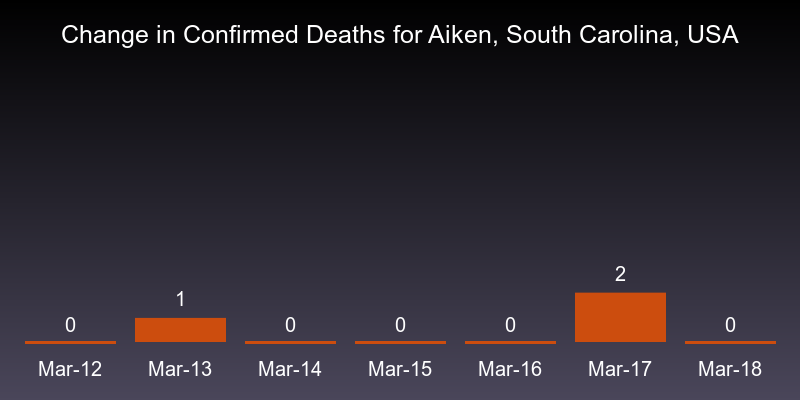 Change in Confirmed Deaths for Aiken, South Carolina, USA
0 1 0 0 0 2 0
Mar-12 Mar-13 Mar-14 Mar-15 Mar-16 Mar-17 Mar-18